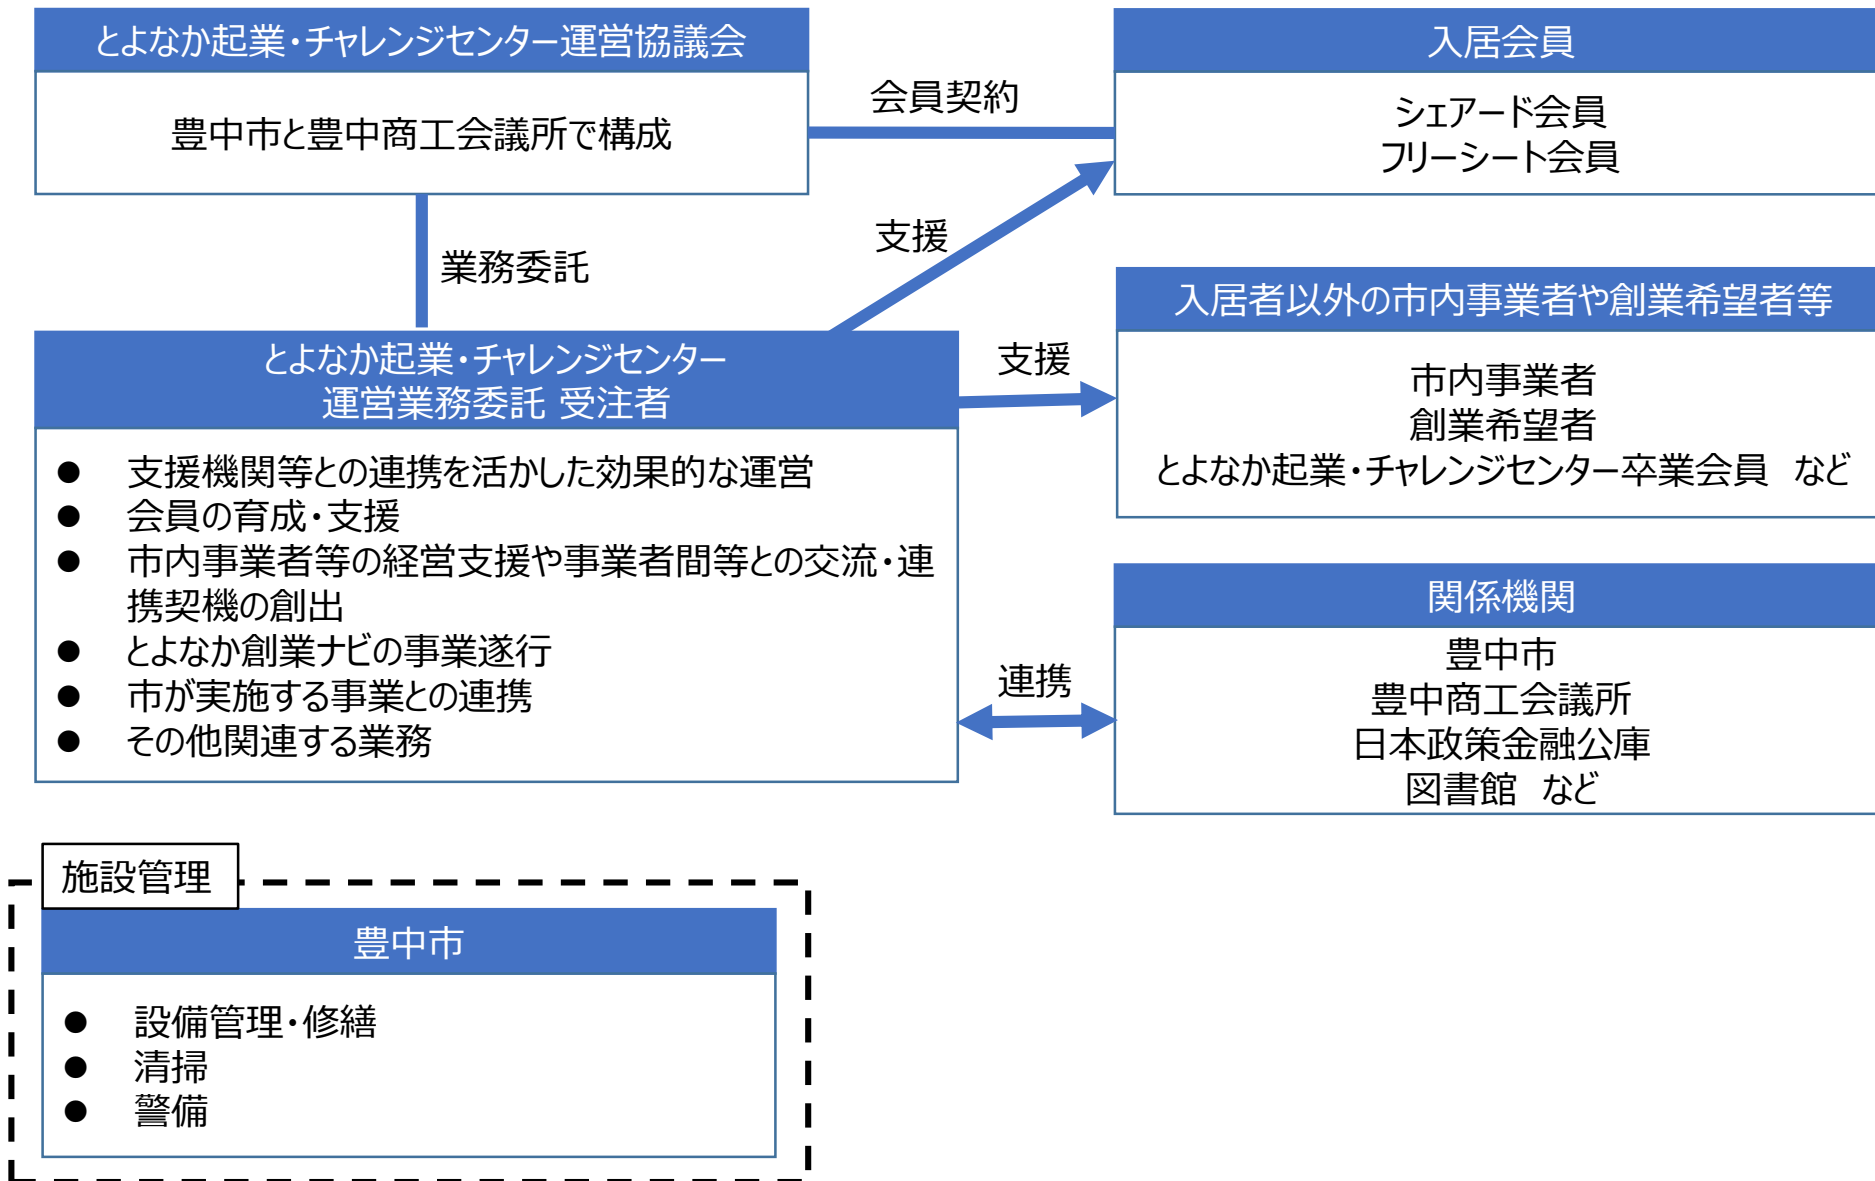 とよなか起業・チャレンジセンター運営協議会
豊中市と豊中商工会議所で構成
会員契約
入居会員
シェアード会員
フリーシート会員
業務委託
支援
とよなか起業・チャレンジセンター
運営業務委託 受注者
● 支援機関等との連携を活かした効果的な運営
● 会員の育成・支援
● 市内事業者等の経営支援や事業者間等との交流・連
携契機の創出
● とよなか創業ナビの事業遂行
● 市が実施する事業との連携
● その他関連する業務
支援
入居者以外の市内事業者や創業希望者等
市内事業者
創業希望者
とよなか起業・チャレンジセンター卒業会員 など
連携
関係機関
豊中市
豊中商工会議所
日本政策金融公庫
図書館 など
施設管理
豊中市
● 設備管理・修繕
● 清掃
● 警備